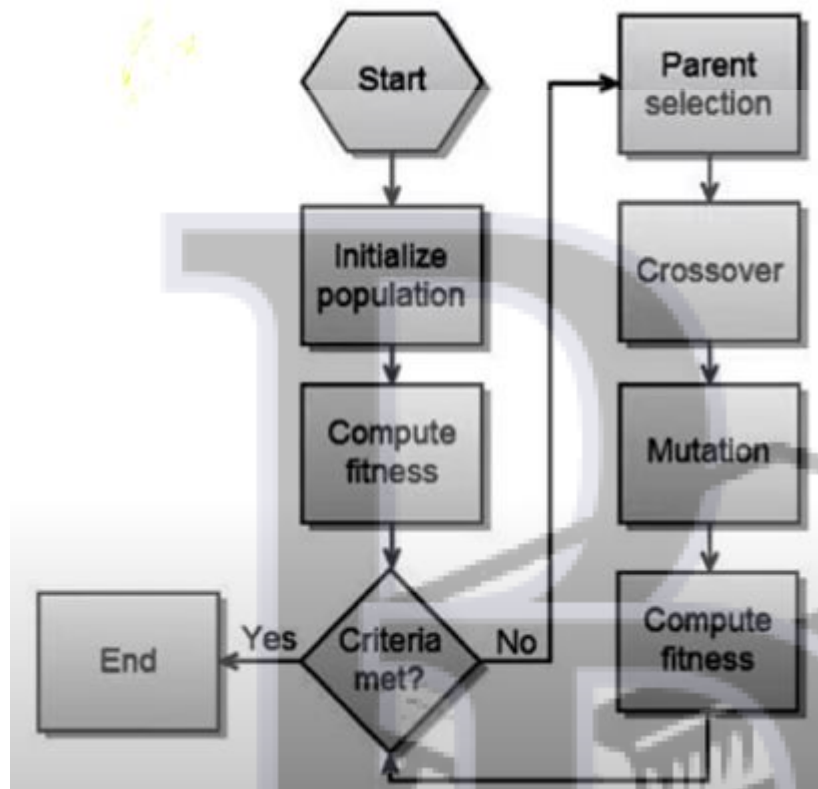 Start
Initialize
population
Compute
fitness
Criteria
met?
Yes
End
No
Parent
selection
Crossover
Mutation
Compute
fitness